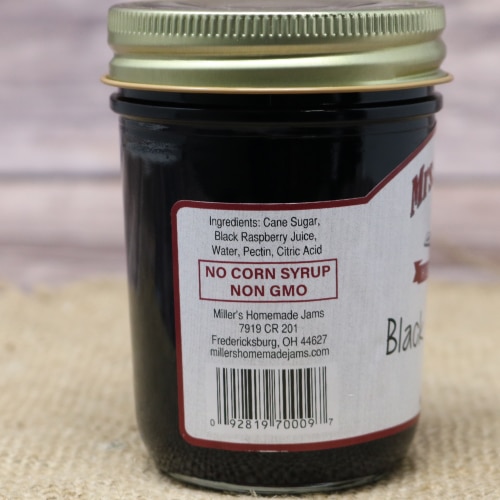 Ingredients: Cane Sugar,
Black Raspberry Juice,
Water, Pectin, Citric Acid
NO CORN SYRUP
NON GMO
Miller's Homemade Jams
7919 CR 201
Fredericksburg, OH 44627
millershomemadejams.com
0 92819 70009 7
Mrs
Black